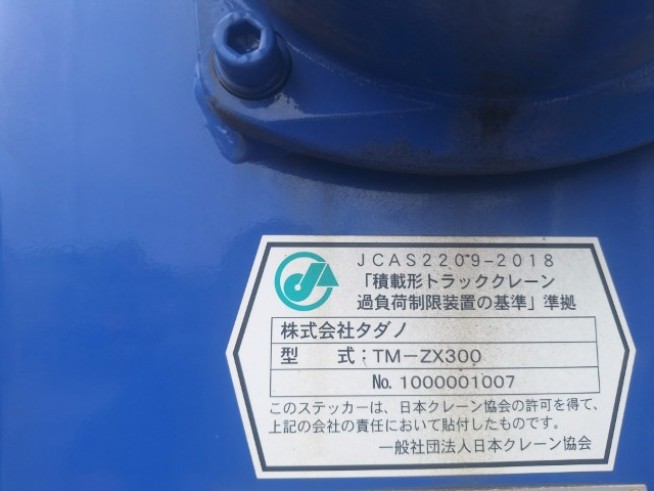 JCAS2209-2018
「積載形トラッククレーン
過負荷制限装置の基準」準拠
株式会社タダノ
型　　式：TM-ZX300
No. 1000001007
このステッカーは、日本クレーン協会の許可を得て、
上記の会社の責任において貼付したものです。
一般社団法人日本クレーン協会